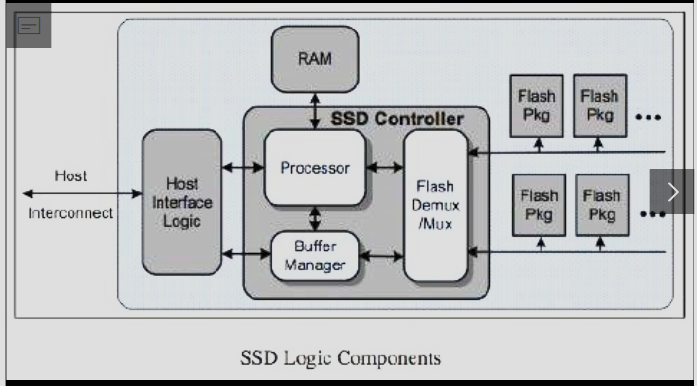 RAM
SSD Controller
Flash
Pkg
Flash
Pkg
•••
Host
Interconnect
Host
Interface
Logic
Processor
Flash
Demux
/Mux
Buffer
Manager
Flash
Pkg
Flash
Pkg
•••
SSD Logic Components